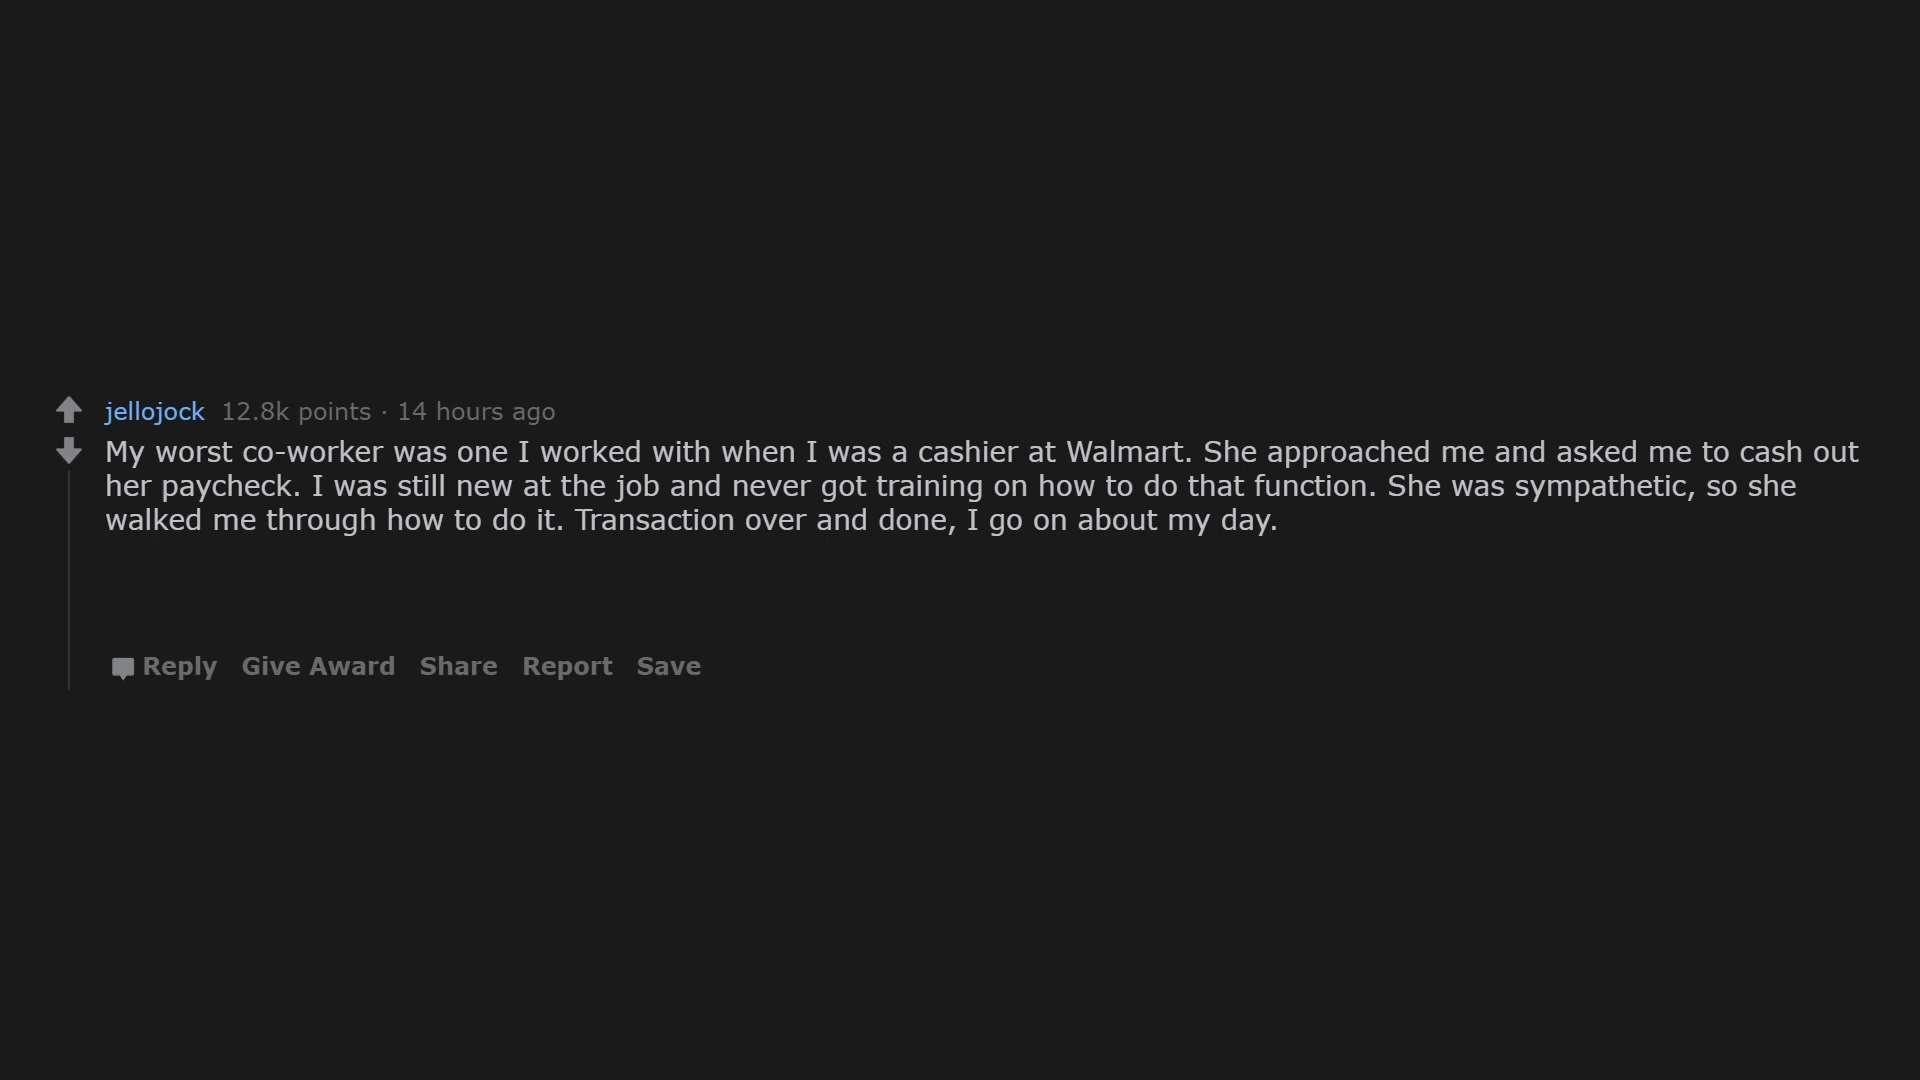 jellojock 12.8k points · 14 hours ago
My worst co-worker was one I worked with when I was a cashier at Walmart. She approached me and asked me to cash out
her paycheck. I was still new at the job and never got training on how to do that function. She was sympathetic, so she
walked me through how to do it. Transaction over and done, I go on about my day.
Reply Give Award Share Report Save